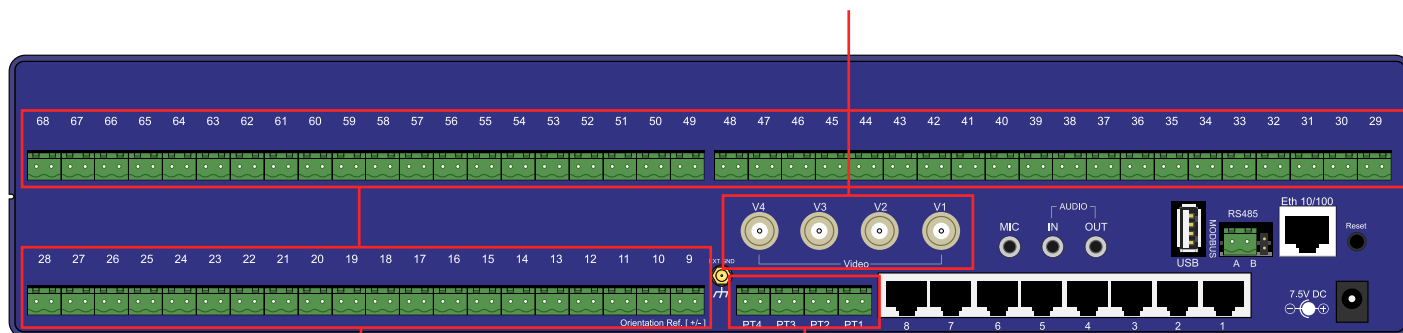 68 67 66 65 64 63 62 61 60 59 58 57 56 55 54 53 52 51 50 49 48 47 46 45 44 43 42 41 40 39 38 37 36 35 34 33 32 31 30 29
V4 V3 V2 V1
Video
MIC
AUDIO
IN OUT
USB
MODBUS
RS485
A B
Eth 10/100
Reset
28 27 26 25 24 23 22 21 20 19 18 17 16 15 14 13 12 11 10 9
EXT GND
Orientation Ref. [ +/- ]
PT4 PT3 PT2 PT1
8 7 6 5 4 3 2 1
7.5V DC